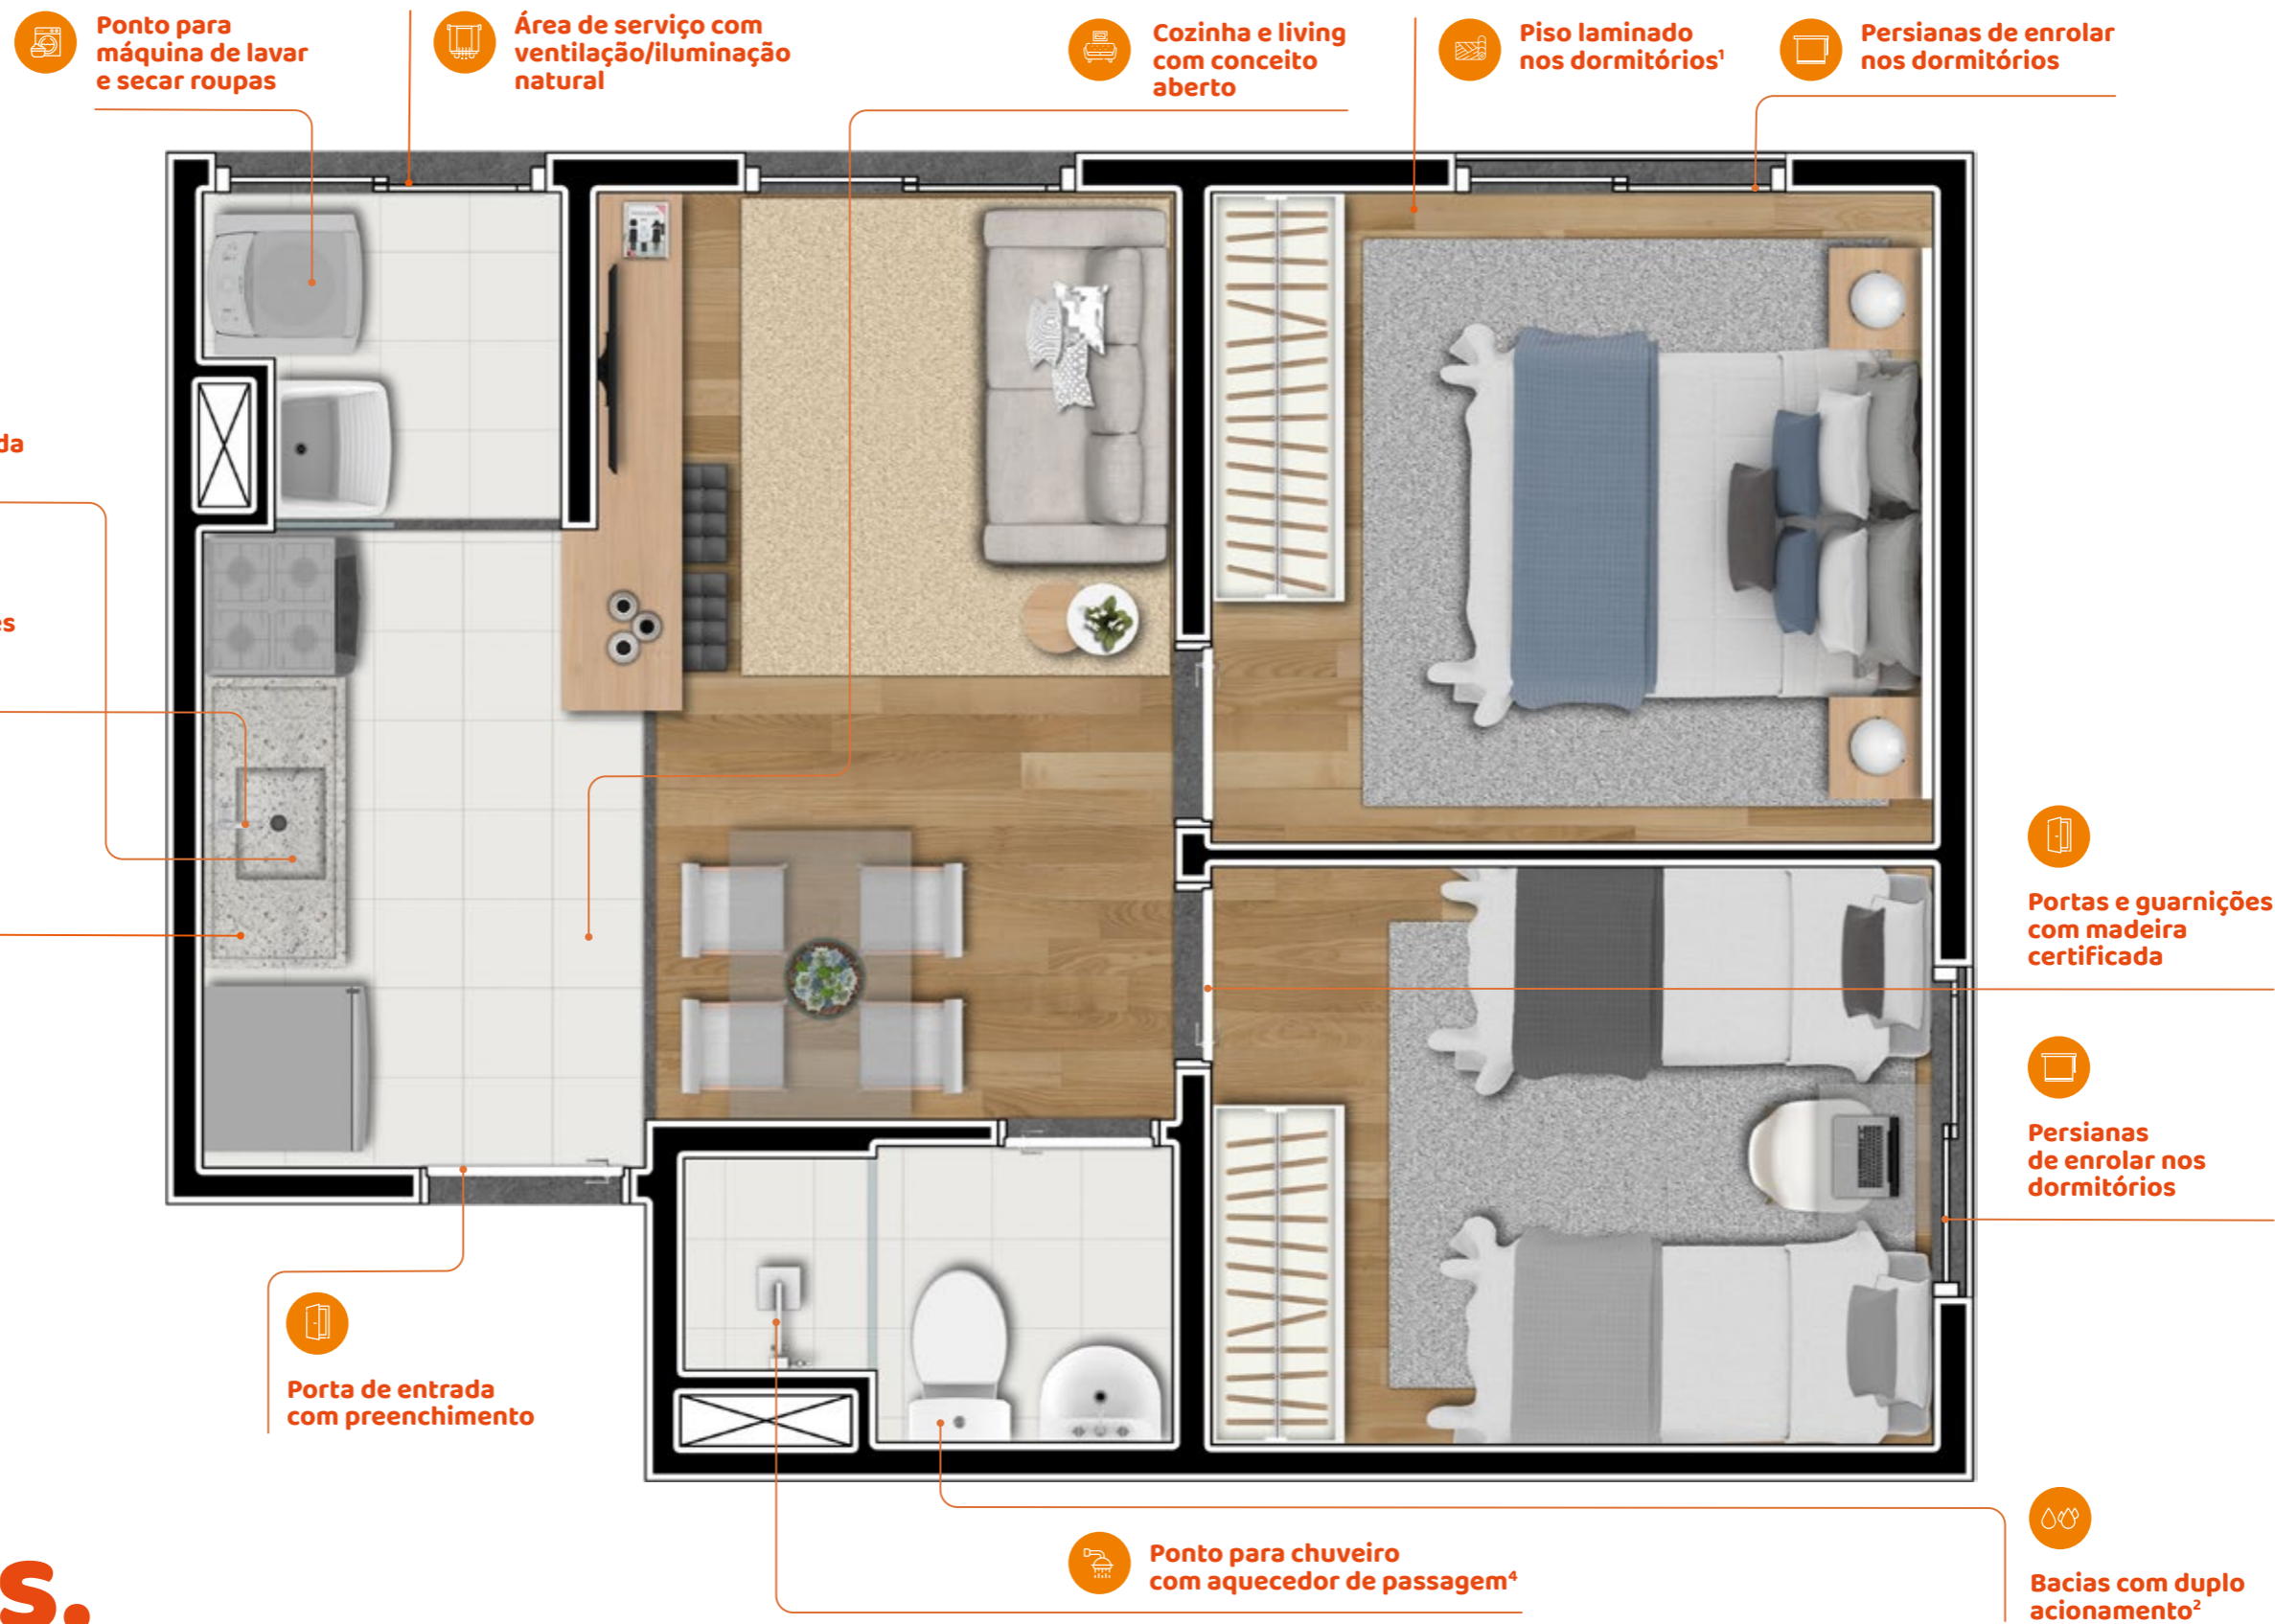 Ponto para
máquina de lavar
e secar roupas
Área de serviço com
ventilação/iluminação
natural
Cozinha e living
com conceito
aberto
Piso laminado
nos dormitórios¹
Persianas de enrolar
nos dormitórios
da
es
Portas e guarnições
com madeira
certificada
Persianas
de enrolar nos
dormitórios
Porta de entrada
com preenchimento
Ponto para chuveiro
com aquecedor de passagem⁴
Bacias com duplo
acionamento²
s.